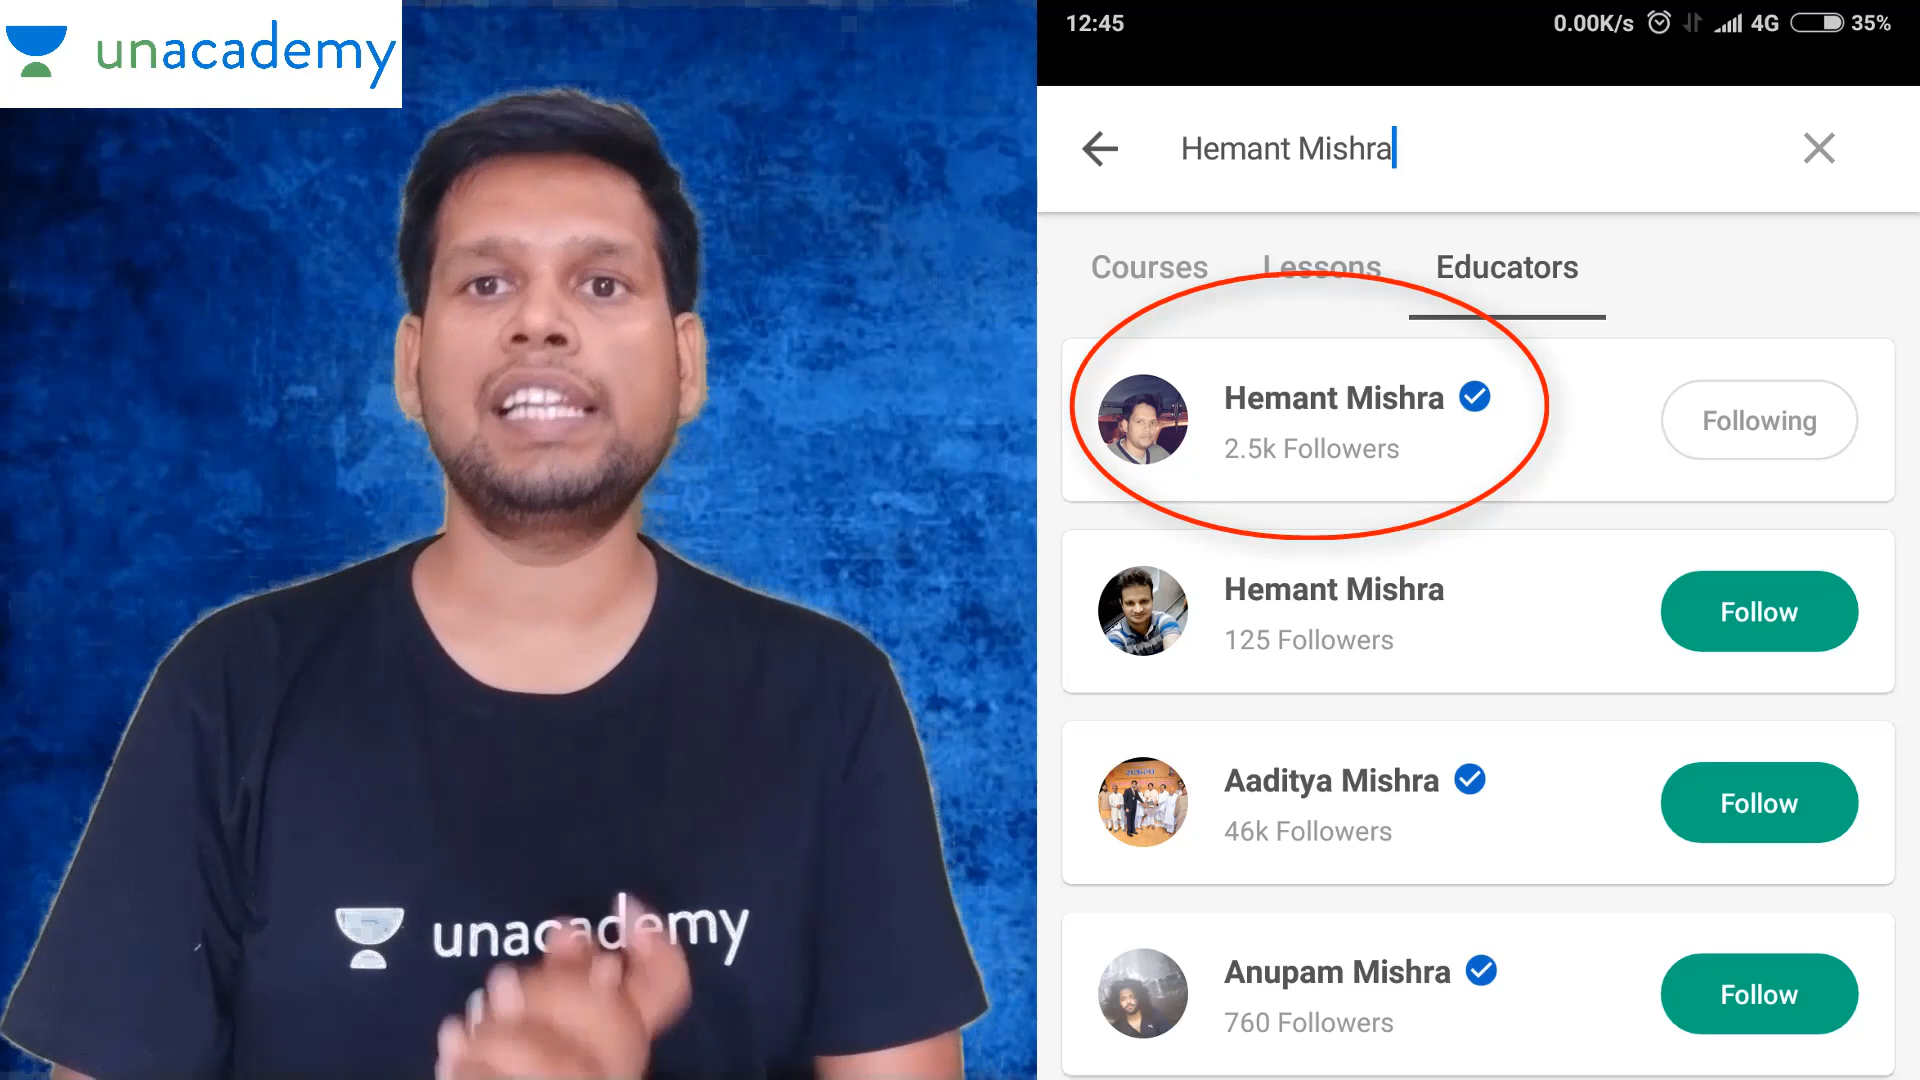 unacademy
unacademy
12:45
0.00K/s 4G 35%
Hemant Mishra
Courses Lessons Educators
Hemant Mishra
2.5k Followers
Following
Hemant Mishra
125 Followers
Follow
Aaditya Mishra
46k Followers
Follow
Anupam Mishra
760 Followers
Follow